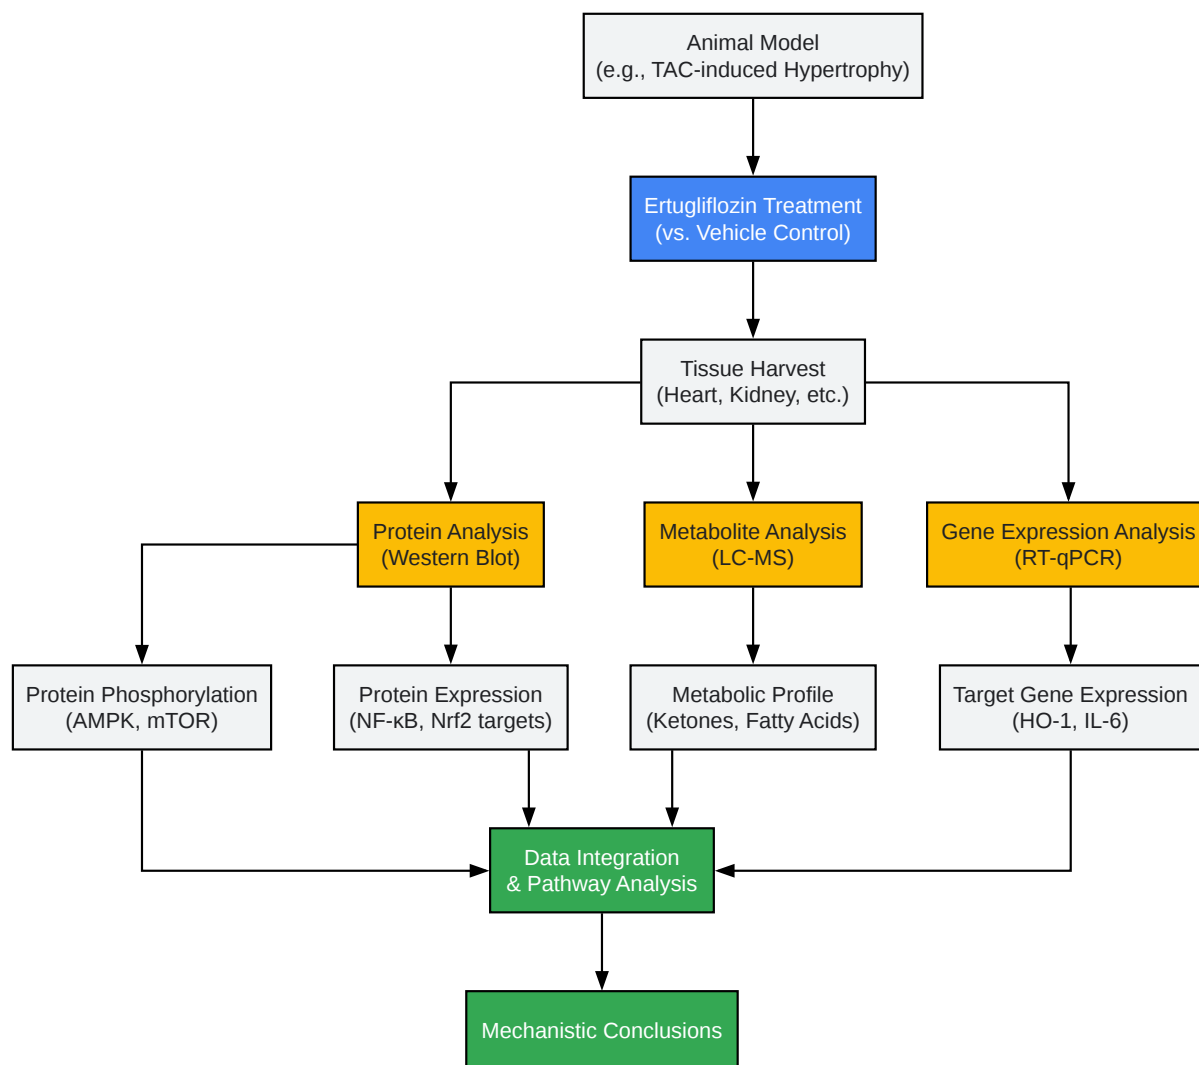 Animal Model
(e.g., TAC-induced Hypertrophy)
Ertugliflozin Treatment
(vs. Vehicle Control)
Tissue Harvest
(Heart, Kidney, etc.)
Protein Analysis
(Western Blot)
Metabolite Analysis
(LC-MS)
Gene Expression Analysis
(RT-qPCR)
Protein Phosphorylation
(AMPK, mTOR)
Protein Expression
(NF-κB, Nrf2 targets)
Metabolic Profile
(Ketones, Fatty Acids)
Target Gene Expression
(HO-1, IL-6)
Data Integration
& Pathway Analysis
Mechanistic Conclusions